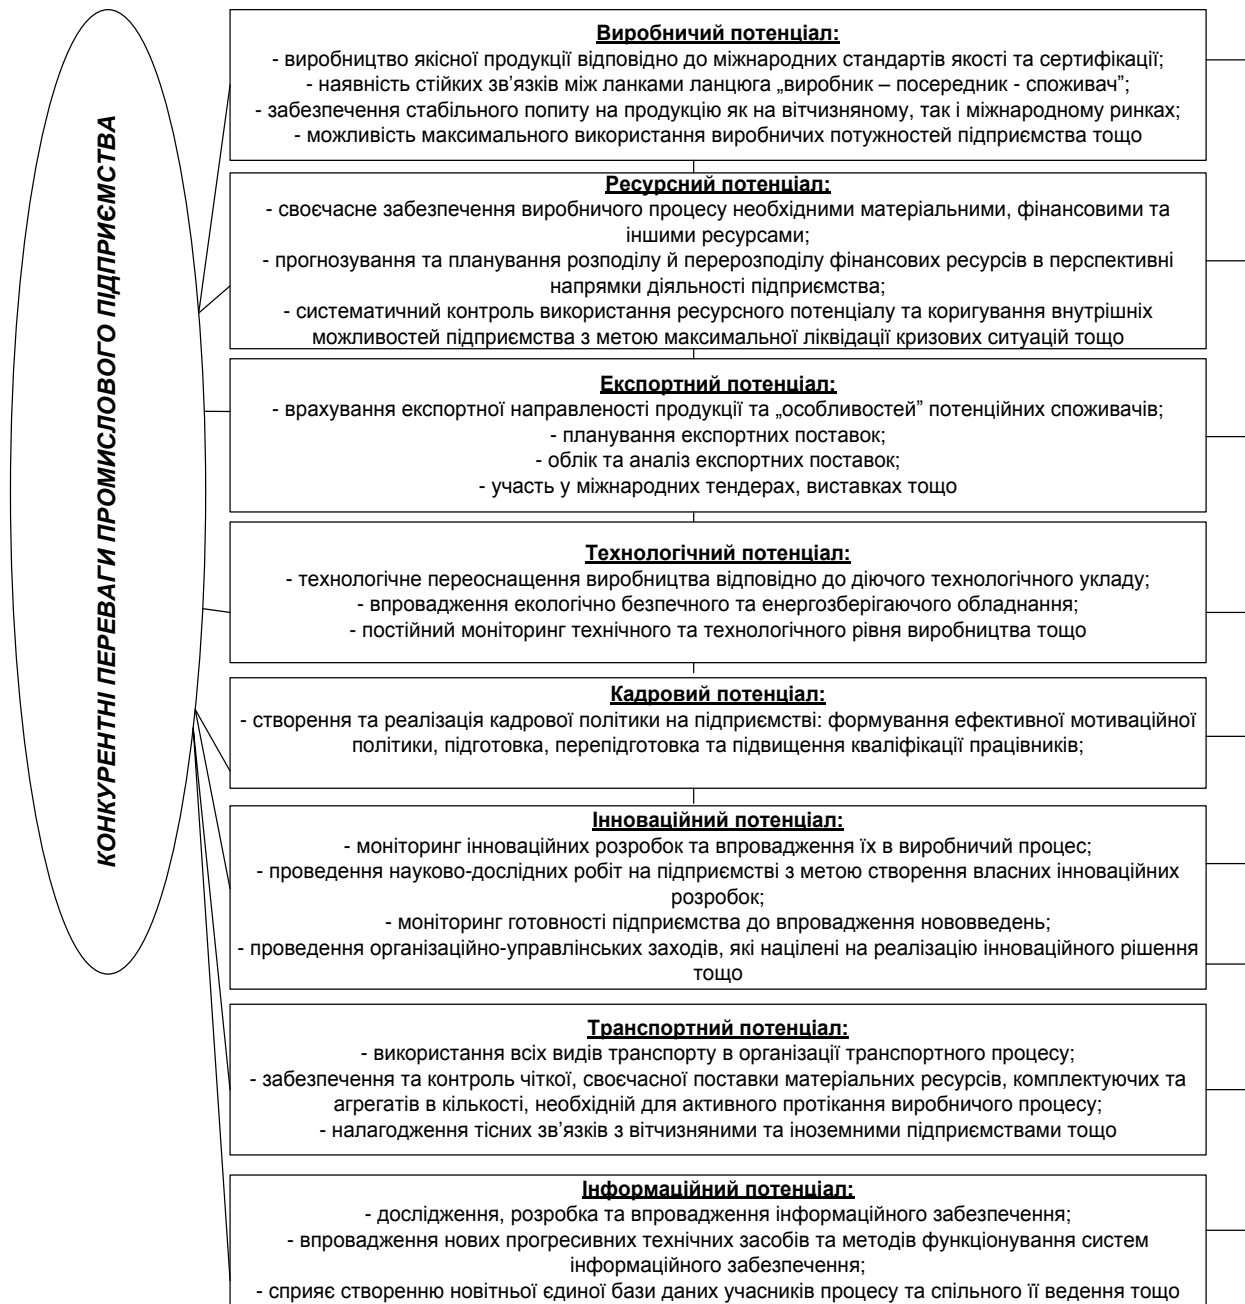 КОНКУРЕНТНІ ПЕРЕВАГИ ПРОМИСЛОВОГО ПІДПРИЄМСТВА
Виробничий потенціал:
- виробництво якісної продукції відповідно до міжнародних стандартів якості та сертифікації;
- наявність стійких зв’язків між ланками ланцюга „виробник – посередник - споживач”;
- забезпечення стабільного попиту на продукцію як на вітчизняному, так і міжнародному ринках;
- можливість максимального використання виробничих потужностей підприємства тощо
Ресурсний потенціал:
- своєчасне забезпечення виробничого процесу необхідними матеріальними, фінансовими та
іншими ресурсами;
- прогнозування та планування розподілу й перерозподілу фінансових ресурсів в перспективні
напрямки діяльності підприємства;
- систематичний контроль використання ресурсного потенціалу та коригування внутрішніх
можливостей підприємства з метою максимальної ліквідації кризових ситуацій тощо
Експортний потенціал:
- врахування експортної направленості продукції та „особливостей” потенційних споживачів;
- планування експортних поставок;
- облік та аналіз експортних поставок;
- участь у міжнародних тендерах, виставках тощо
Технологічний потенціал:
- технологічне переоснащення виробництва відповідно до діючого технологічного укладу;
- впровадження екологічно безпечного та енергозберігаючого обладнання;
- постійний моніторинг технічного та технологічного рівня виробництва тощо
Кадровий потенціал:
- створення та реалізація кадрової політики на підприємстві: формування ефективної мотиваційної
політики, підготовка, перепідготовка та підвищення кваліфікації працівників;
Інноваційний потенціал:
- моніторинг інноваційних розробок та впровадження їх в виробничий процес;
- проведення науково-дослідних робіт на підприємстві з метою створення власних інноваційних
розробок;
- моніторинг готовності підприємства до впровадження нововведень;
- проведення організаційно-управлінських заходів, які націлені на реалізацію інноваційного рішення
тощо
Транспортний потенціал:
- використання всіх видів транспорту в організації транспортного процесу;
- забезпечення та контроль чіткої, своєчасної поставки матеріальних ресурсів, комплектуючих та
агрегатів в кількості, необхідній для активного протікання виробничого процесу;
- налагодження тісних зв’язків з вітчизняними та іноземними підприємствами тощо
Інформаційний потенціал:
- дослідження, розробка та впровадження інформаційного забезпечення;
- впровадження нових прогресивних технічних засобів та методів функціонування систем
інформаційного забезпечення;
- сприяє створенню новітньої єдиної бази даних учасників процесу та спільного її ведення тощо